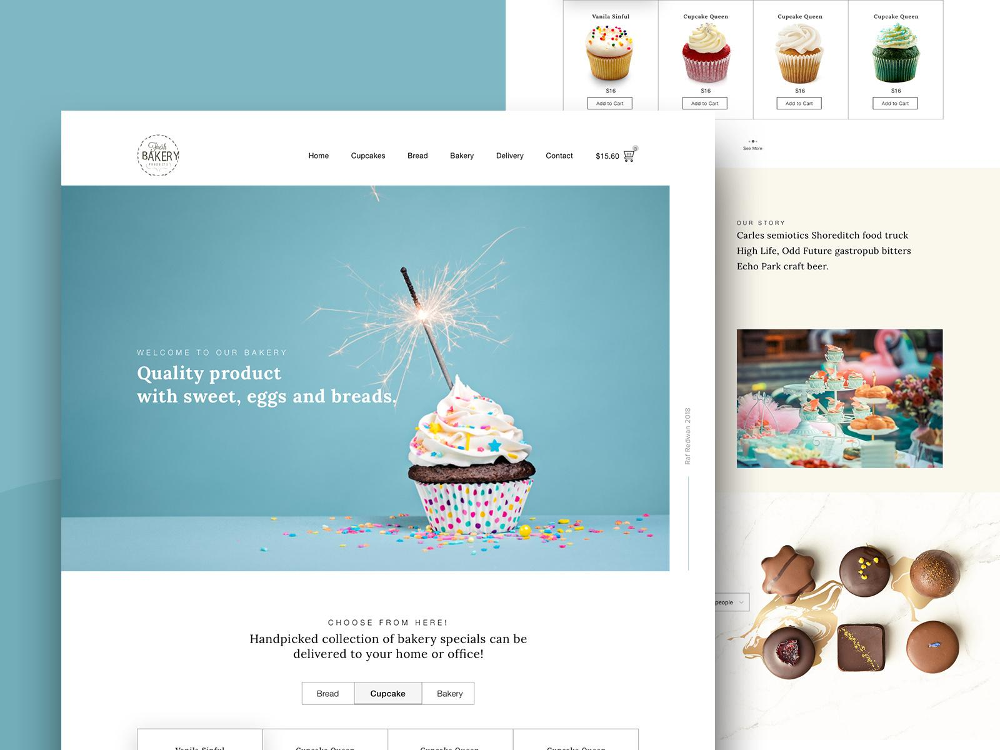 Vanila Sinful
Cupcake Queen
Cupcake Queen
Cupcake Queen
$16
$16
$16
$16
Add to Cart
Add to Cart
Add to Cart
Add to Cart
See More
Fresh
BAKERY
PRODUCTS
Home
Cupcakes
Bread
Bakery
Delivery
Contact
$15.60
3
WELCOME TO OUR BAKERY
Quality product
with sweet, eggs and breads.
Raf Redwan 2018
OUR STORY
Carles semiotics Shoreditch food truck
High Life, Odd Future gastropub bitters
Echo Park craft beer.
people
CHOOSE FROM HERE!
Handpicked collection of bakery specials can be
delivered to your home or office!
Bread
Cupcake
Bakery
Vanila Sinful
Cupcake Queen
Cupcake Queen
Cupcake Queen